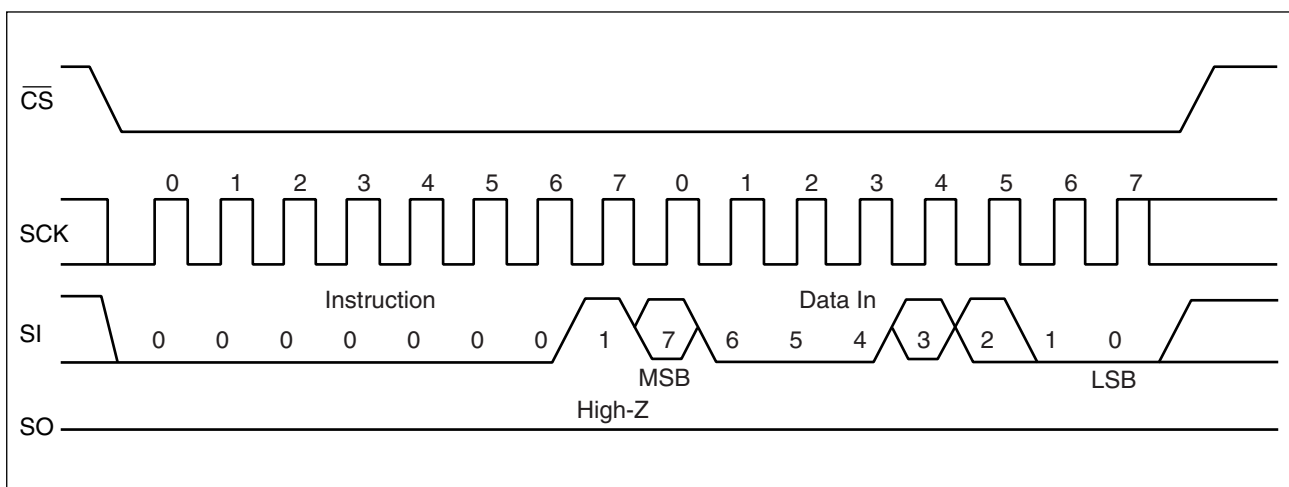 CS
0 1 2 3 4 5 6 7 0 1 2 3 4 5 6 7
SCK
Instruction Data In
SI 0 0 0 0 0 0 0 1 7 6 5 4 3 2 1 0
MSB LSB
High-Z
SO